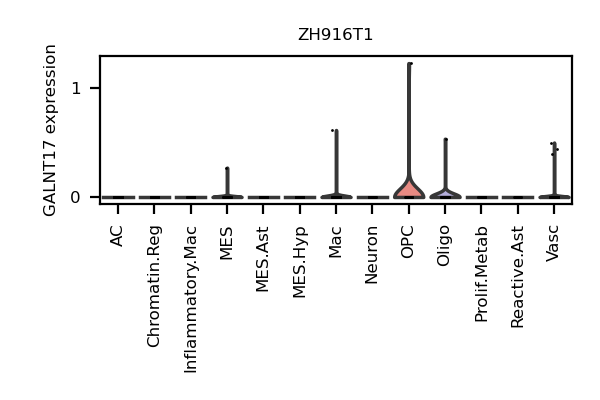 ZH916T1
GALNT17 expression
1
0
AC
Chromatin.Reg
Inflammatory.Mac
MES
MES.Ast
MES.Hyp
Mac
Neuron
OPC
Oligo
Prolif.Metab
Reactive.Ast
Vasc